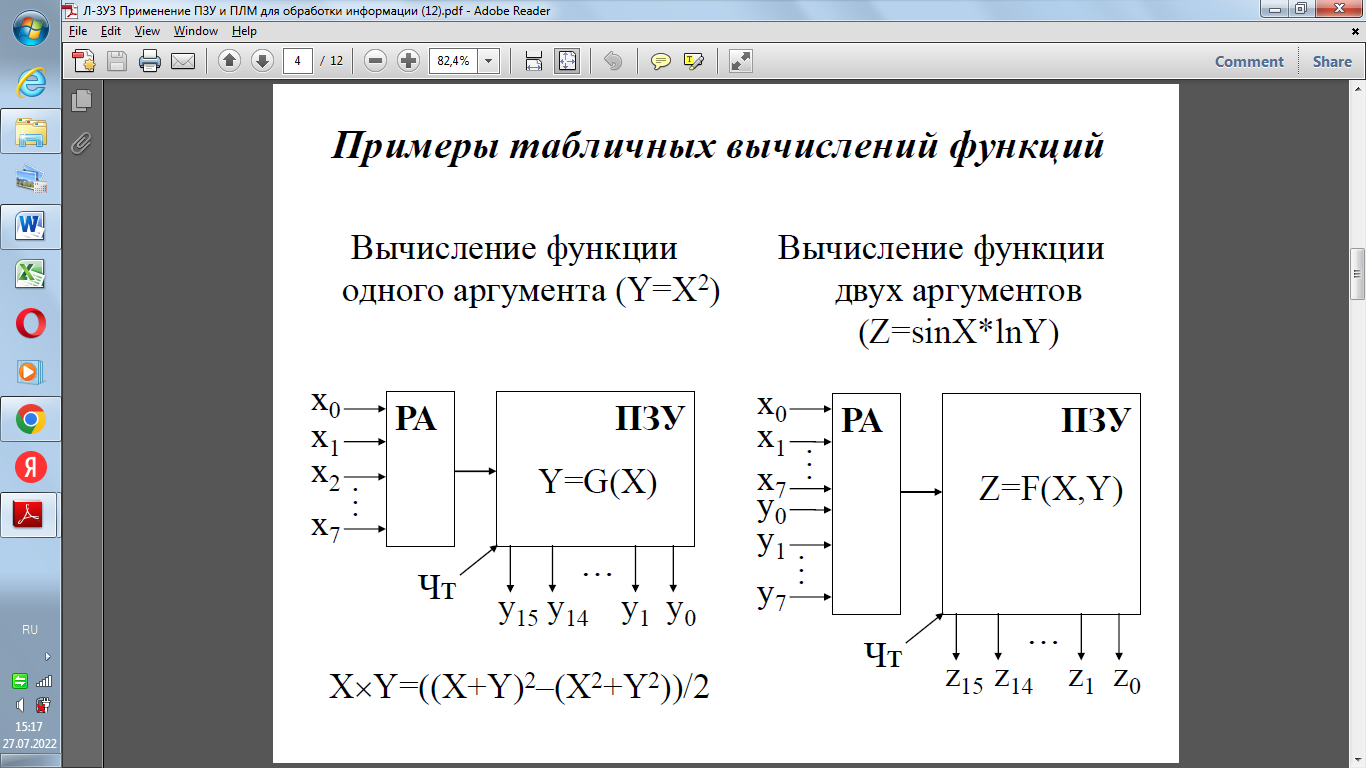 Л-ЗУ3 Применение ПЗУ и ПЛМ для обработки информации (12).pdf - Adobe Reader
File Edit View Window Help
4 / 12 82,4% Comment Share
Примеры табличных вычислений функций
Вычисление функции
одного аргумента (Y=X²)
x₀
x₁
x₂
⋮
x₇
РА
ПЗУ
Y=G(X)
Чт
y₁₅ y₁₄ … y₁ y₀
X×Y=((X+Y)²–(X²+Y²))/2
Вычисление функции
двух аргументов
(Z=sinX*lnY)
x₀
x₁
⋮
x₇
y₀
y₁
⋮
y₇
РА
ПЗУ
Z=F(X,Y)
Чт
z₁₅ z₁₄ … z₁ z₀
RU
15:17
27.07.2022